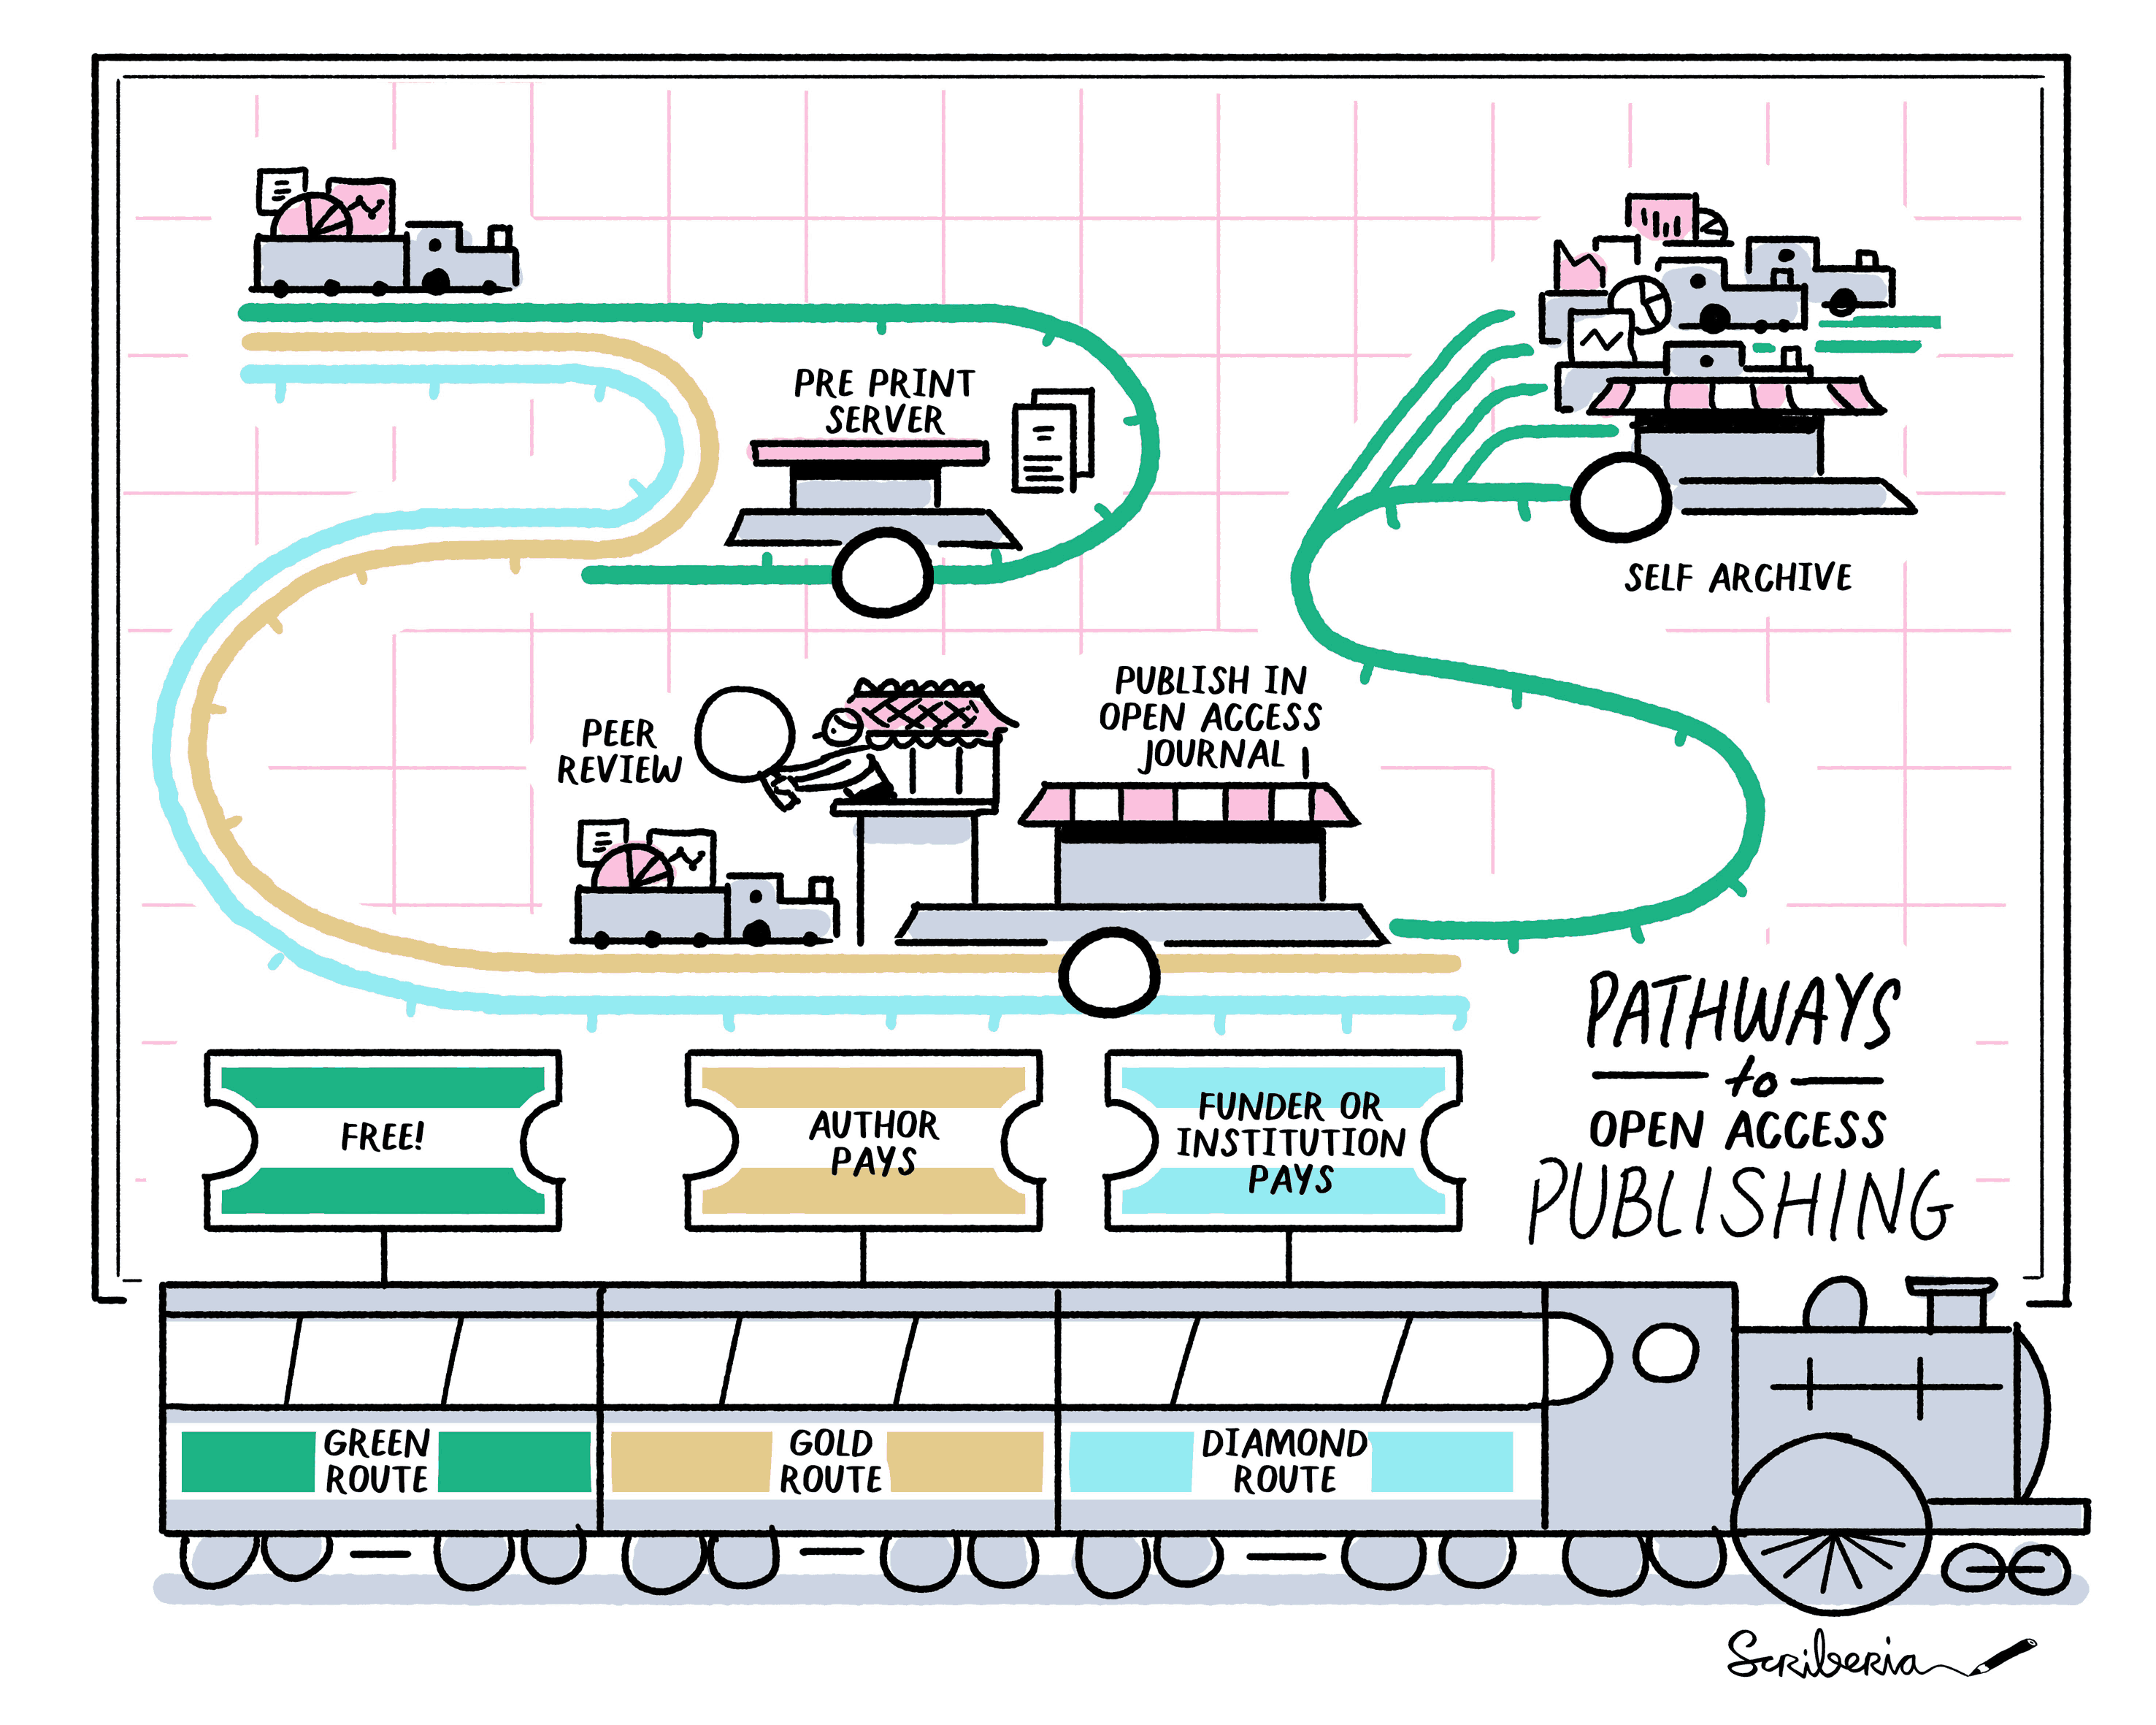 PRE PRINT
SERVER
SELF ARCHIVE
PEER
REVIEW
PUBLISH IN
OPEN ACCESS
JOURNAL
PATHWAYS
to
OPEN ACCESS
PUBLISHING
FREE!
AUTHOR
PAYS
FUNDER OR
INSTITUTION
PAYS
GREEN
ROUTE
GOLD
ROUTE
DIAMOND
ROUTE
Scriberia